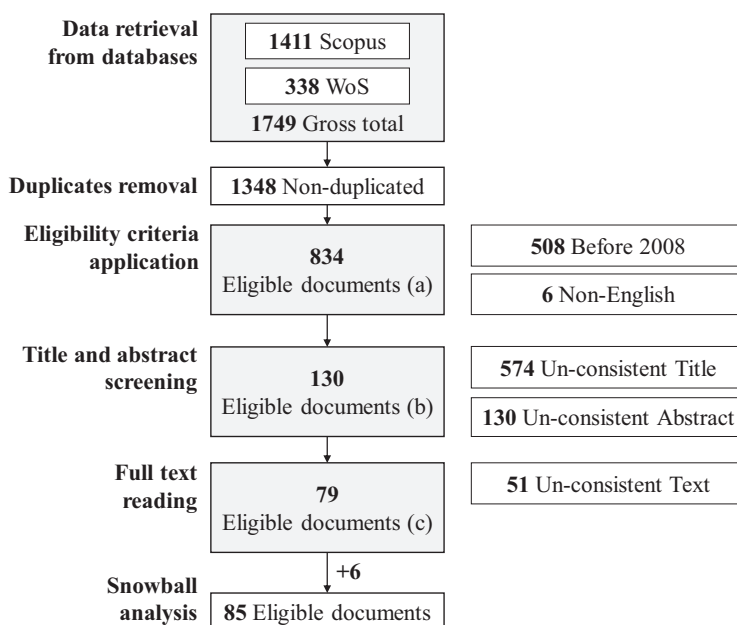 Data retrieval
from databases
1411 Scopus
338 WoS
1749 Gross total
Duplicates removal
1348 Non-duplicated
Eligibility criteria
application
834
Eligible documents (a)
508 Before 2008
6 Non-English
Title and abstract
screening
130
Eligible documents (b)
574 Un-consistent Title
130 Un-consistent Abstract
Full text
reading
79
Eligible documents (c)
51 Un-consistent Text
+6
Snowball
analysis
85 Eligible documents